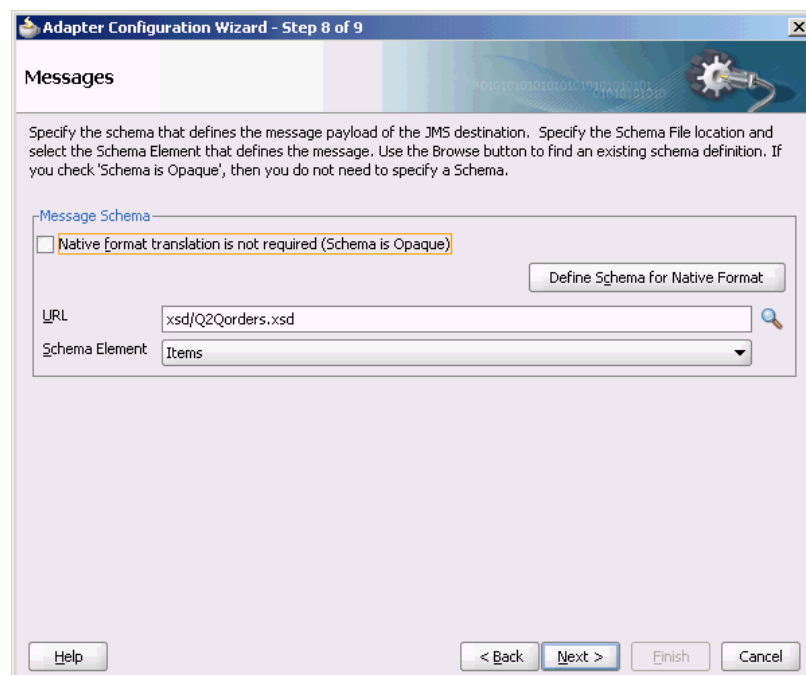 Adapter Configuration Wizard - Step 8 of 9
Messages
Specify the schema that defines the message payload of the JMS destination. Specify the Schema File location and
select the Schema Element that defines the message. Use the Browse button to find an existing schema definition. If
you check 'Schema is Opaque', then you do not need to specify a Schema.
Message Schema
Native format translation is not required (Schema is Opaque)
Define Schema for Native Format
URL
xsd/Q2Qorders.xsd
Schema Element
Items
Help
< Back
Next >
Finish
Cancel